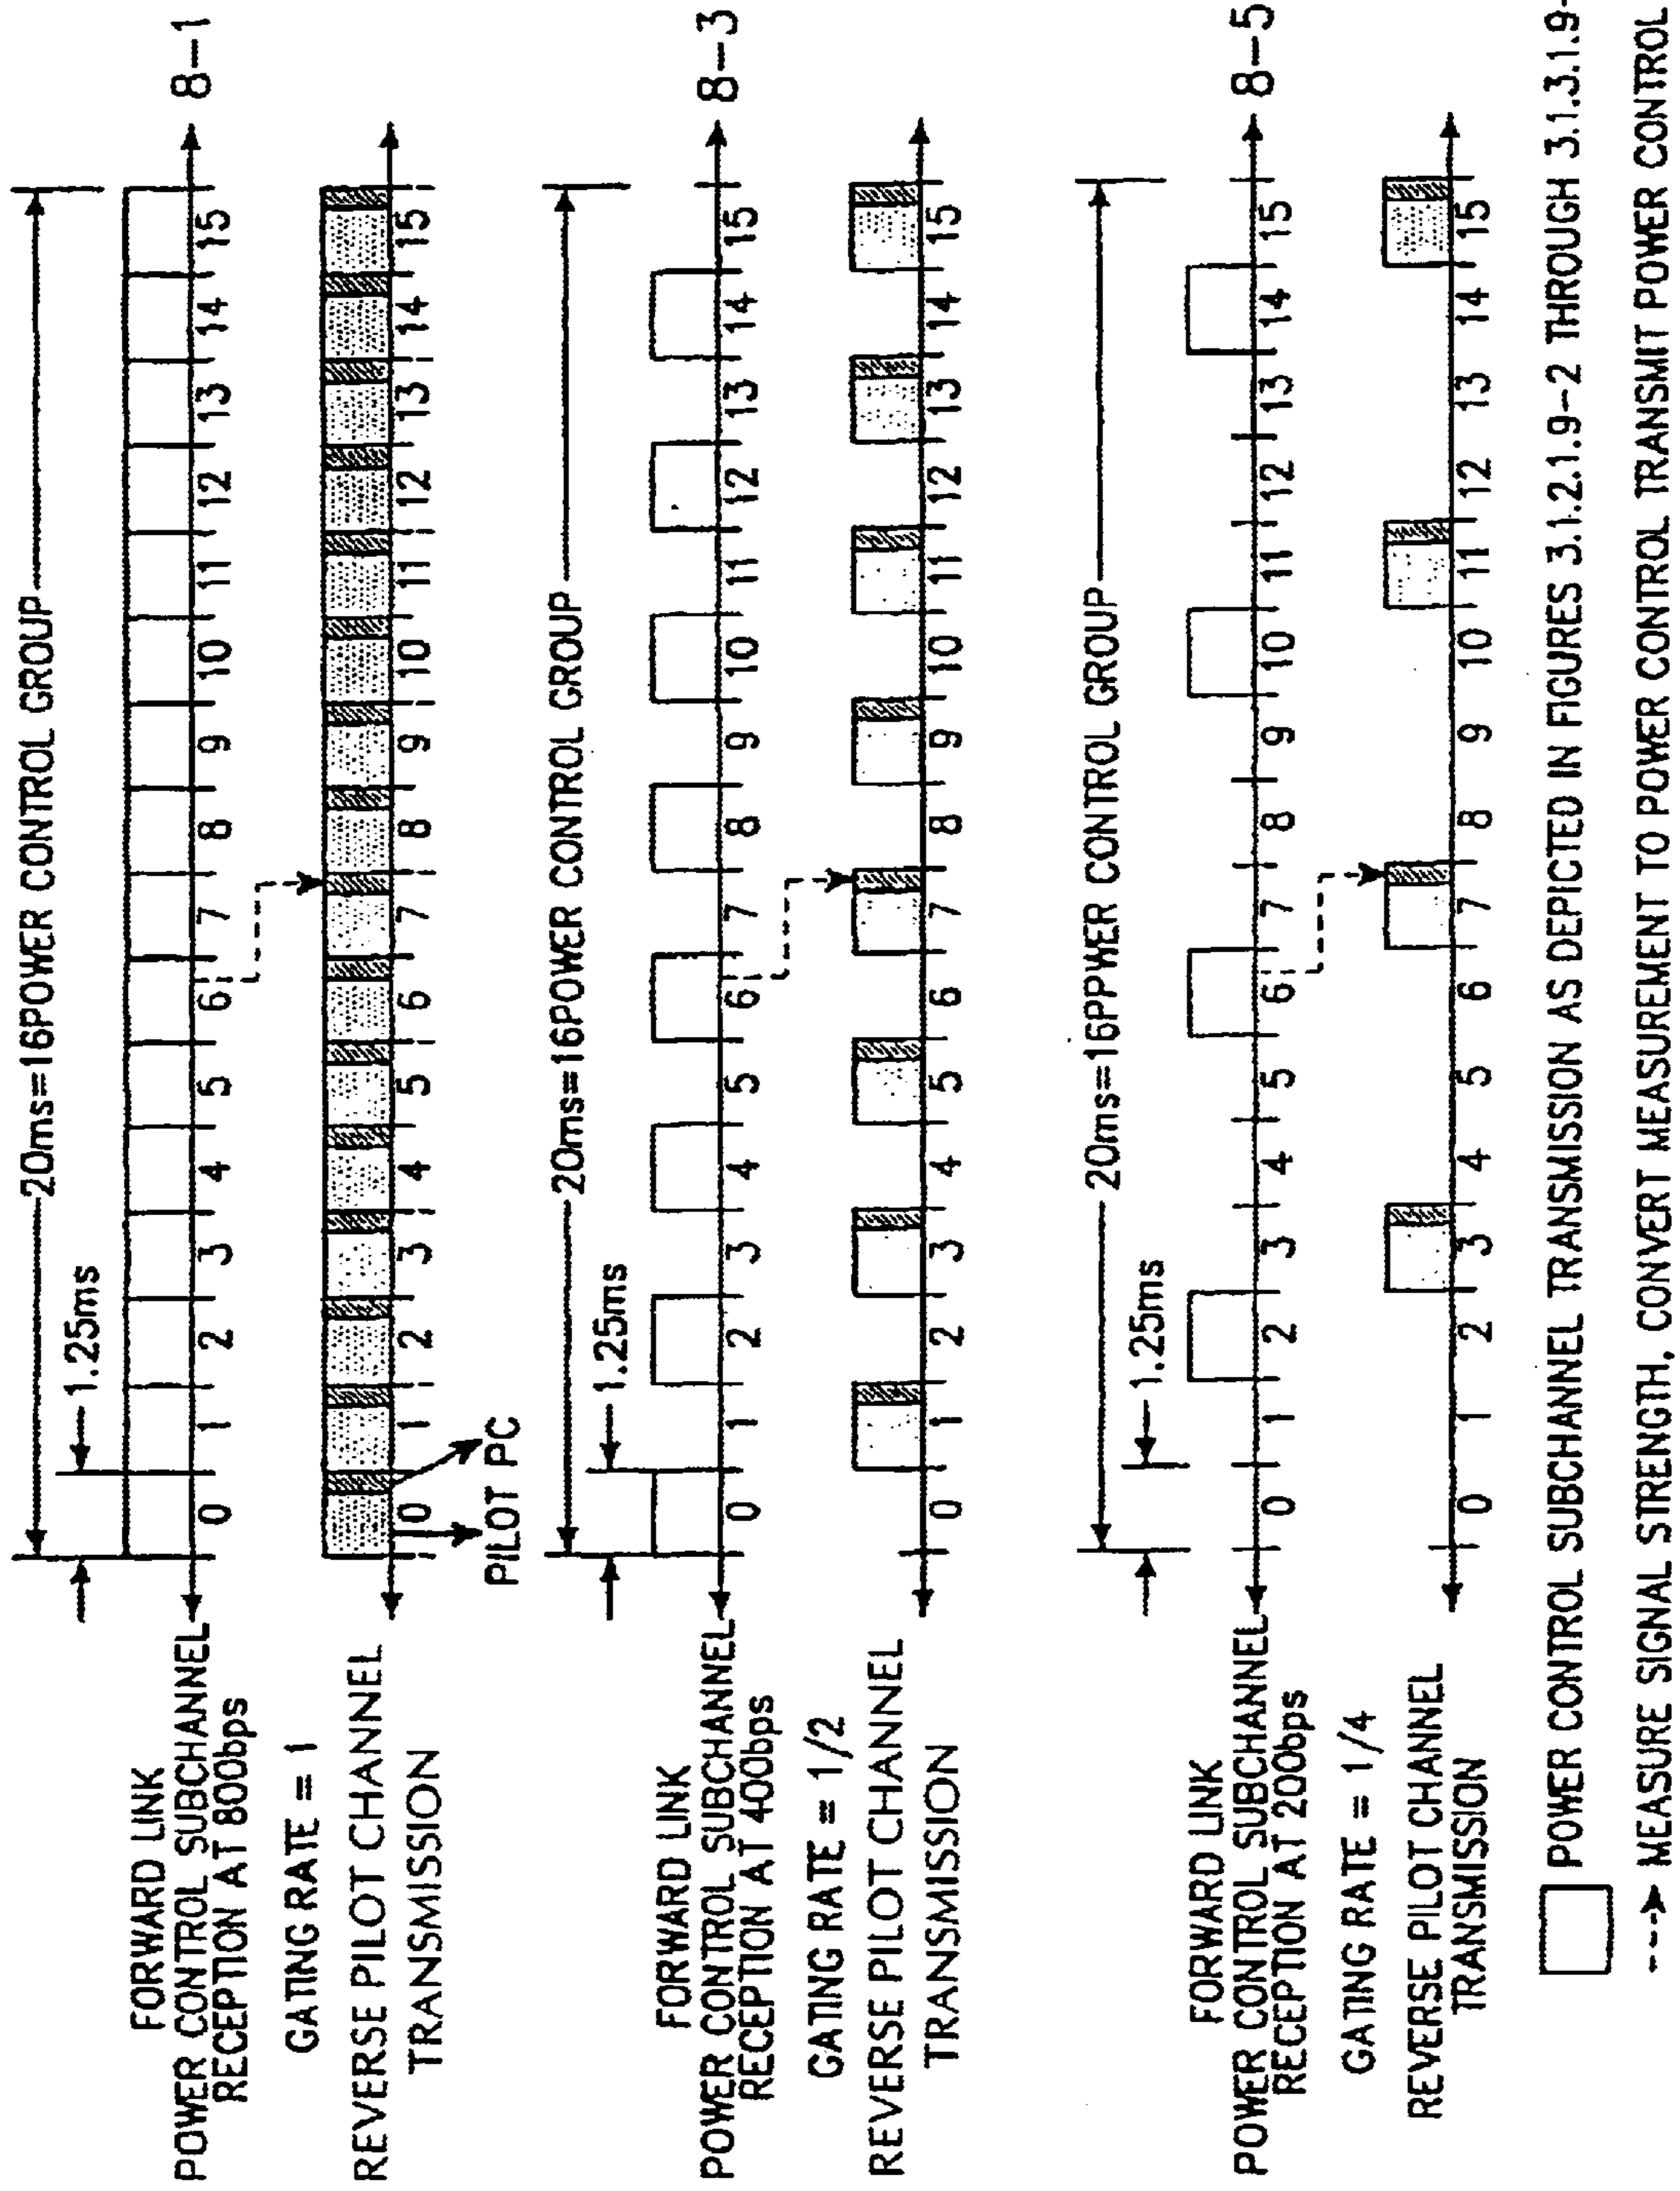 20ms=16POWER CONTROL GROUP
1.25ms
FORWARD LINK
POWER CONTROL SUBCHANNEL
RECEPTION AT 800bps
0 1 2 3 4 5 6 7 8 9 10 11 12 13 14 15
8-1
GATING RATE = 1
REVERSE PILOT CHANNEL
TRANSMISSION
0 1 2 3 4 5 6 7 8 9 10 11 12 13 14 15
PILOT PC
20ms=16POWER CONTROL GROUP
1.25ms
FORWARD LINK
POWER CONTROL SUBCHANNEL
RECEPTION AT 400bps
0 1 2 3 4 5 6 7 8 9 10 11 12 13 14 15
8-3
GATING RATE = 1/2
REVERSE PILOT CHANNEL
TRANSMISSION
0 1 2 3 4 5 6 7 8 9 10 11 12 13 14 15
20ms=16PPWER CONTROL GROUP
1.25ms
FORWARD LINK
POWER CONTROL SUBCHANNEL
RECEPTION AT 200bps
0 1 2 3 4 5 6 7 8 9 10 11 12 13 14 15
8-5
GATING RATE = 1/4
REVERSE PILOT CHANNEL
TRANSMISSION
0 1 2 3 4 5 6 7 8 9 10 11 12 13 14 15
POWER CONTROL SUBCHANNEL TRANSMISSION AS DEPICTED IN FIGURES 3.1.2.1.9-2 THROUGH 3.1.3.1.9-
MEASURE SIGNAL STRENGTH, CONVERT MEASUREMENT TO POWER CONTROL TRANSMIT POWER CONTROL